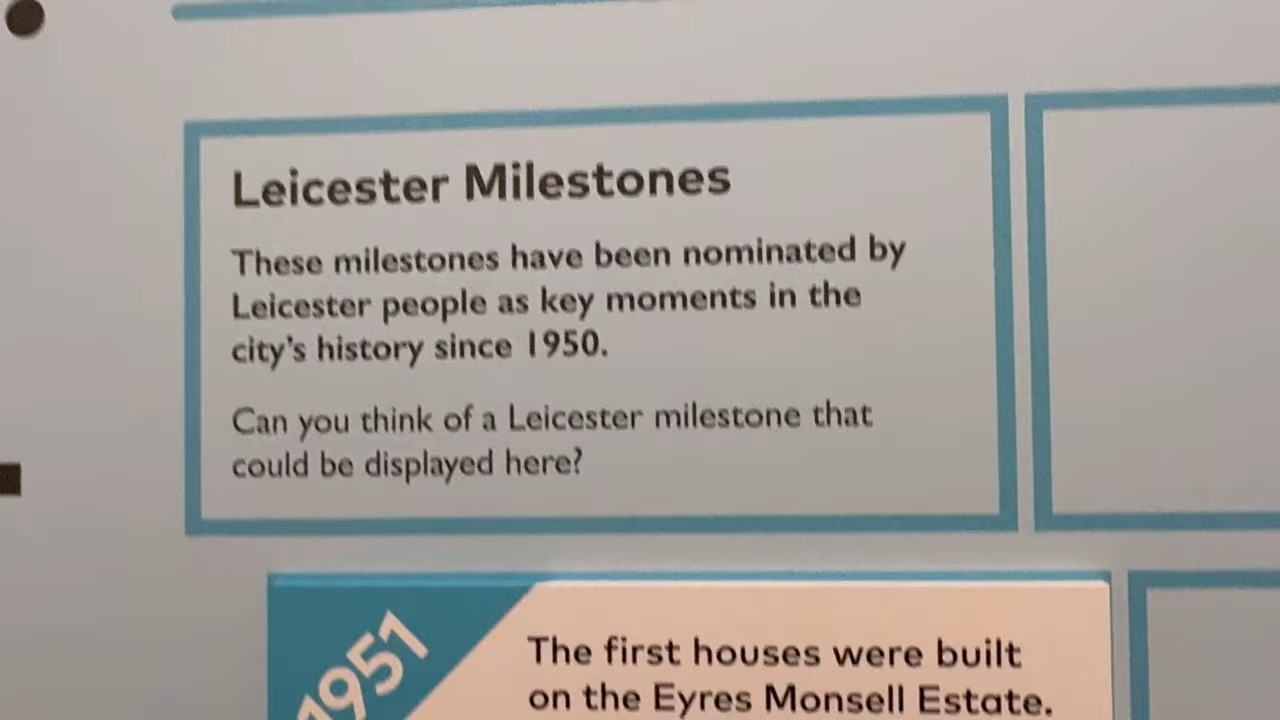 Leicester Milestones
These milestones have been nominated by
Leicester people as key moments in the
city's history since 1950.
Can you think of a Leicester milestone that
could be displayed here?
1951
The first houses were built
on the Eyres Monsell Estate.